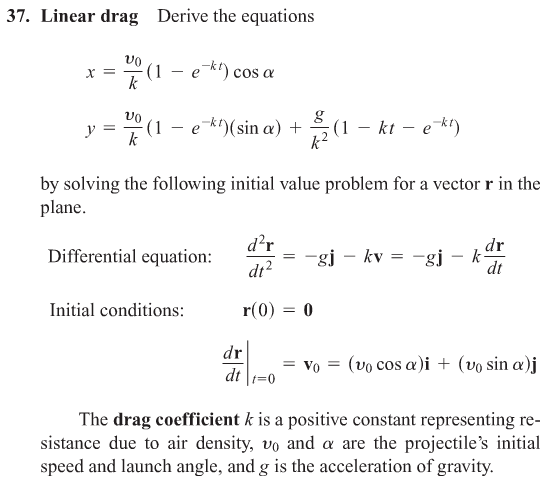 37. Linear drag Derive the equations
x = v₀/k (1 − e^(−kt)) cos α
y = v₀/k (1 − e^(−kt))(sin α) + g/k² (1 − kt − e^(−kt))
by solving the following initial value problem for a vector r in the
plane.
Differential equation: d²r/dt² = −gj − kv = −gj − k dr/dt
Initial conditions: r(0) = 0
dr/dt |ₜ₌₀ = v₀ = (v₀ cos α)i + (v₀ sin α)j
The drag coefficient k is a positive constant representing re-
sistance due to air density, v₀ and α are the projectile's initial
speed and launch angle, and g is the acceleration of gravity.